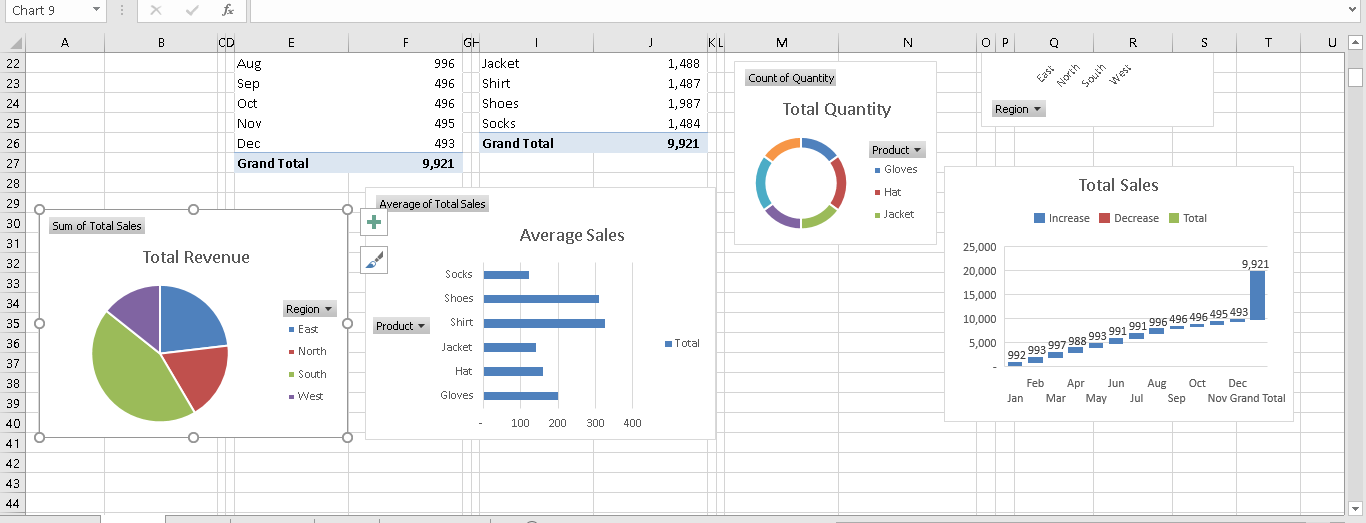 Chart 9
fx
A B C D E F G H I J K L M N O P Q R S T U
22 Aug 996 Jacket 1,488
23 Sep 496 Shirt 1,487
24 Oct 496 Shoes 1,987
25 Nov 495 Socks 1,484
26 Dec 493 Grand Total 9,921
27 Grand Total 9,921
28
29
30
31
32
33
34
35
36
37
38
39
40
41
42
43
44
Sum of Total Sales
Total Revenue
Region
East
North
South
West
Average of Total Sales
Average Sales
Product
Socks
Shoes
Shirt
Jacket
Hat
Gloves
- 100 200 300 400
Total
Count of Quantity
Total Quantity
Product
Gloves
Hat
Jacket
East North South West
Region
Total Sales
Increase Decrease Total
25,000
20,000
15,000
10,000
5,000
-
992 993 997 988 993 991 991 996 496 496 495 493 9,921
Feb Apr Jun Aug Oct Dec
Jan Mar May Jul Sep Nov Grand Total